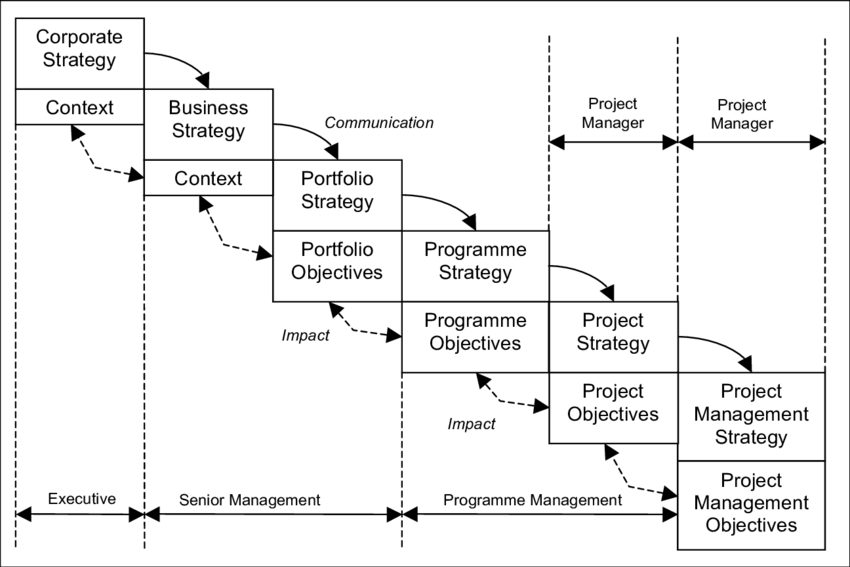 Corporate
Strategy
Context
Business
Strategy
Communication
Project
Manager
Project
Manager
Context
Portfolio
Strategy
Portfolio
Objectives
Programme
Strategy
Impact
Programme
Objectives
Project
Strategy
Impact
Project
Objectives
Project
Management
Strategy
Executive
Senior Management
Programme Management
Project
Management
Objectives